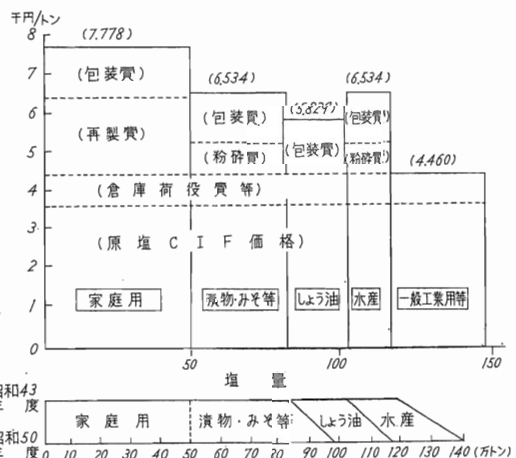 千円/トン
8
(7.778)
7
(包装費)
(6,534)
(5,824)
(6,534)
6
(再製費)
(包装費)
(包装費)
(包装費)
5
(粉砕費)
(粉砕費)
(4.460)
4
(倉庫荷役費等)
3
(原塩CIF価格)
2
1
家庭用
漬物・みそ等
しょう油
水産
一般工業用等
0
50
100
150
塩量
昭和43
年度
家庭用
漬物・みそ等
しょう油
水産
昭和50
年度
0 10 20 30 40 50 60 70 80 90 100 110 120 130 140 (万トン)